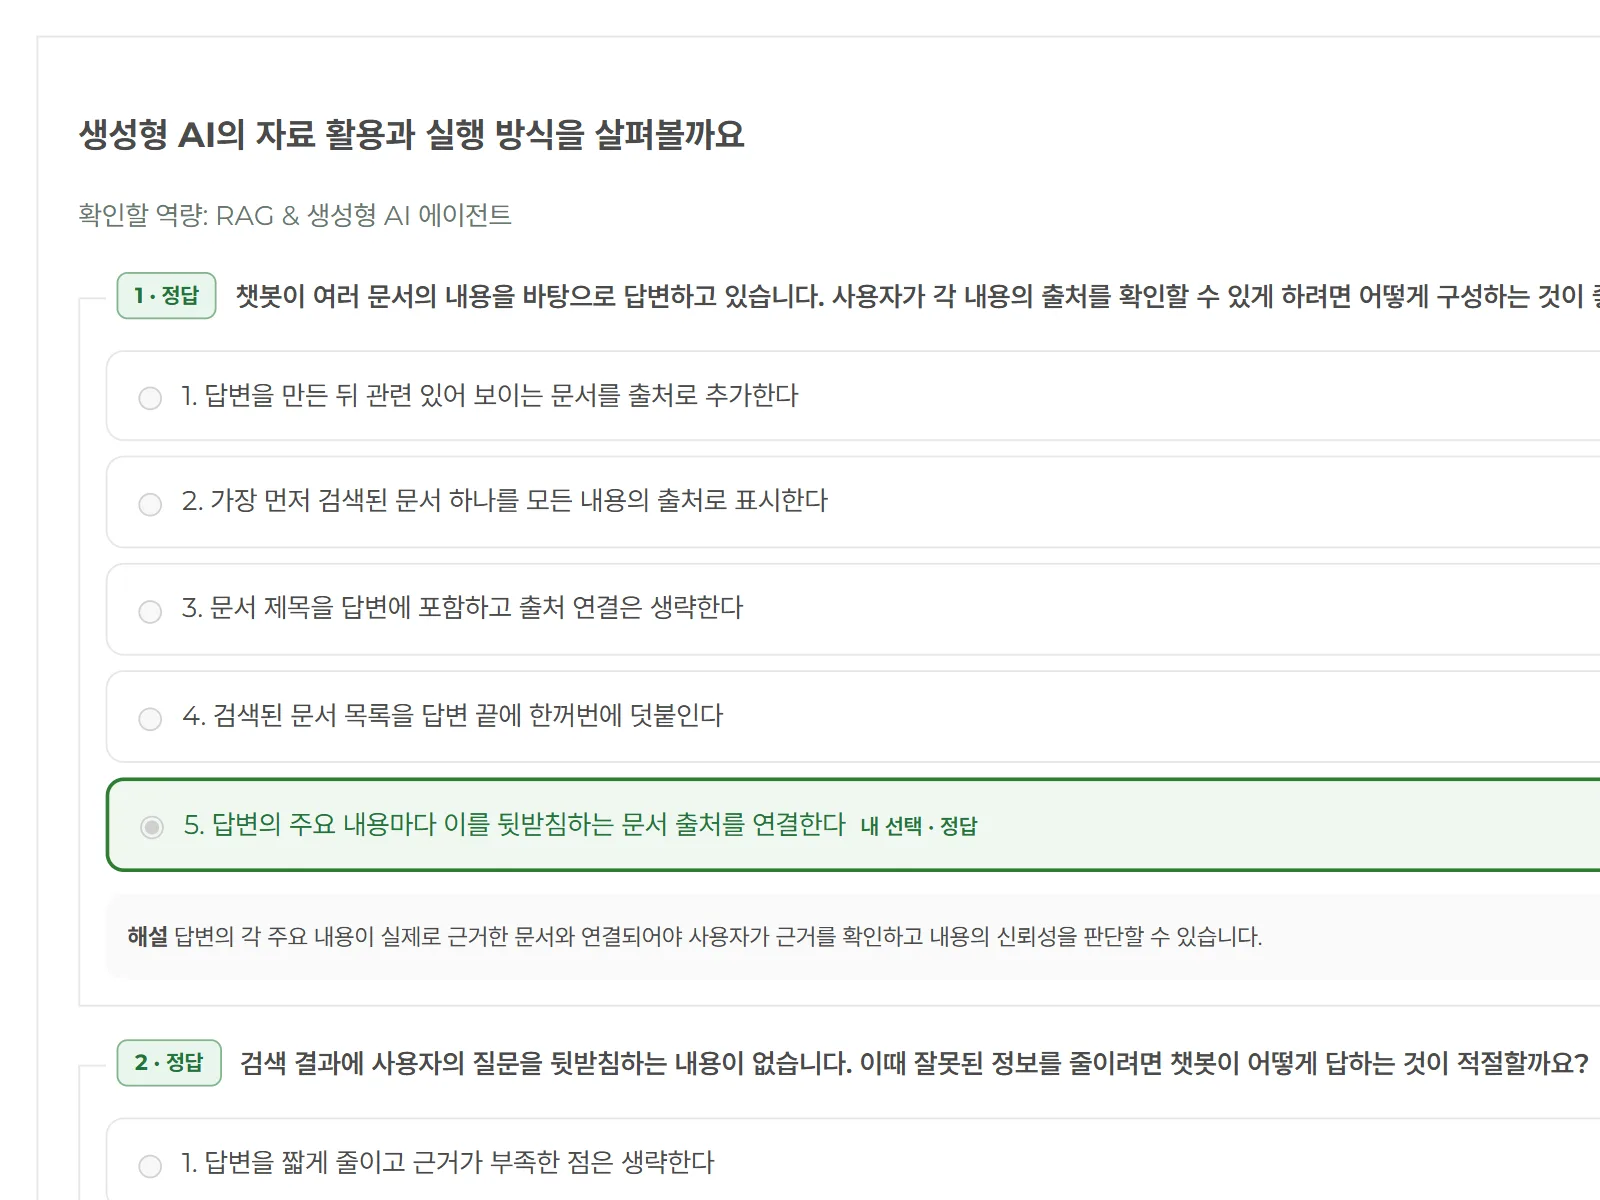 생성형 AI의 자료 활용과 실행 방식을 살펴볼까요
확인할 역량: RAG & 생성형 AI 에이전트
1 · 정답 챗봇이 여러 문서의 내용을 바탕으로 답변하고 있습니다. 사용자가 각 내용의 출처를 확인할 수 있게 하려면 어떻게 구성하는 것이
1. 답변을 만든 뒤 관련 있어 보이는 문서를 출처로 추가한다
2. 가장 먼저 검색된 문서 하나를 모든 내용의 출처로 표시한다
3. 문서 제목을 답변에 포함하고 출처 연결은 생략한다
4. 검색된 문서 목록을 답변 끝에 한꺼번에 덧붙인다
5. 답변의 주요 내용마다 이를 뒷받침하는 문서 출처를 연결한다 내 선택 · 정답
해설 답변의 각 주요 내용이 실제로 근거한 문서와 연결되어야 사용자가 근거를 확인하고 내용의 신뢰성을 판단할 수 있습니다.
2 · 정답 검색 결과에 사용자의 질문을 뒷받침하는 내용이 없습니다. 이때 잘못된 정보를 줄이려면 챗봇이 어떻게 답하는 것이 적절할까요?
1. 답변을 짧게 줄이고 근거가 부족한 점은 생략한다